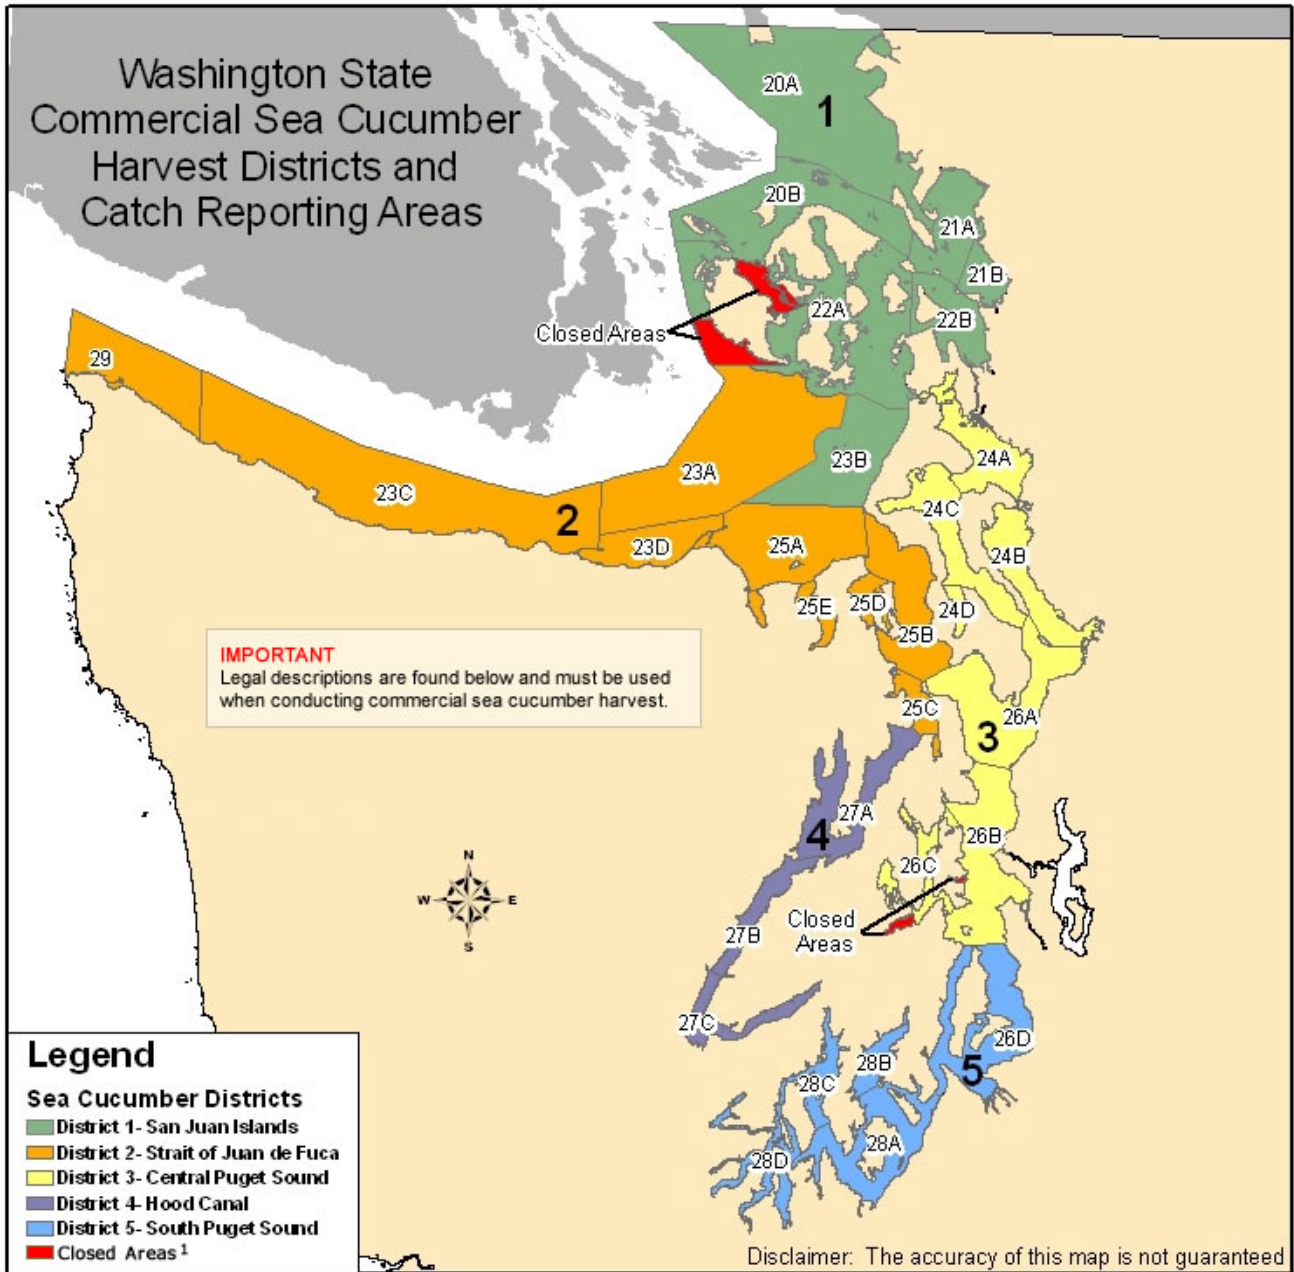 Washington State
Commercial Sea Cucumber
Harvest Districts and
Catch Reporting Areas
20A
1
20B
21A
21B
22A
22B
Closed Areas
29
23A
23B
24A
23C
24C
2
23D
25A
24B
25E
25D
24D
25B
IMPORTANT
Legal descriptions are found below and must be used
when conducting commercial sea cucumber harvest.
25C
26A
3
27A
4
26B
26C
N
W
E
S
Closed
Areas
27B
27C
26D
5
28B
28C
28A
28D
Legend
Sea Cucumber Districts
District 1- San Juan Islands
District 2- Strait of Juan de Fuca
District 3- Central Puget Sound
District 4- Hood Canal
District 5- South Puget Sound
Closed Areas 1
Disclaimer: The accuracy of this map is not guaranteed